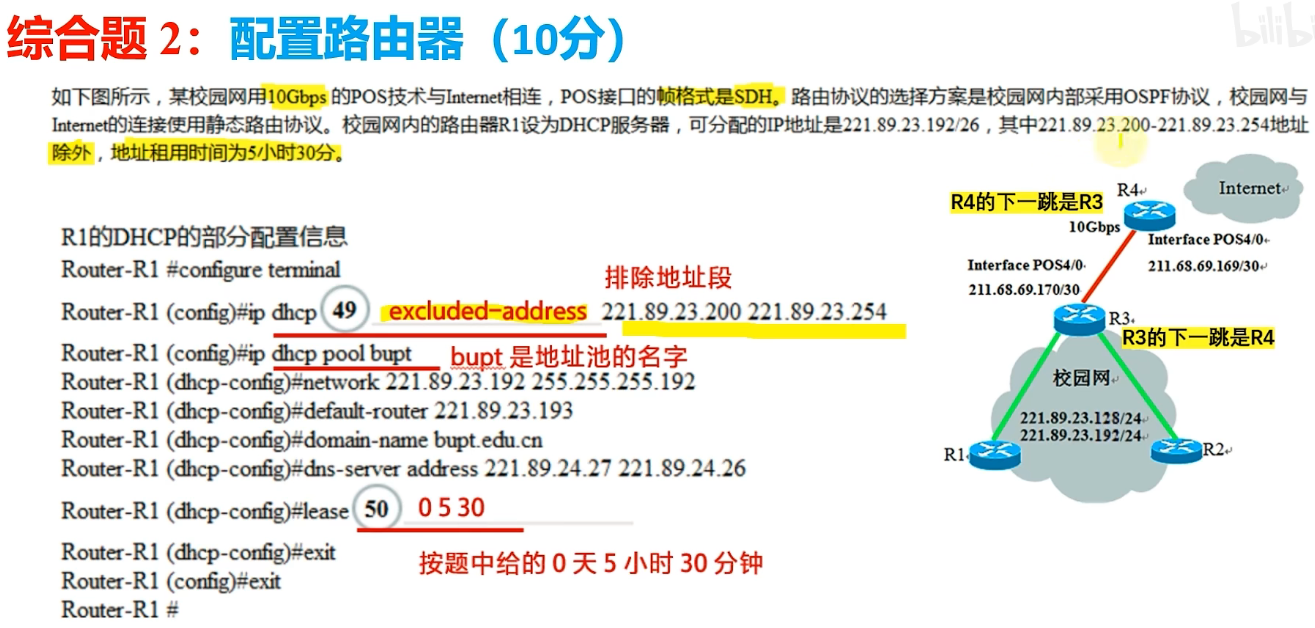 综合题 2：配置路由器（10分）
bilibi
如下图所示，某校园网用10Gbps 的POS技术与Internet相连，POS接口的帧格式是SDH。路由协议的选择方案是校园网内部采用OSPF协议，校园网与
Internet的连接使用静态路由协议。校园网内的路由器R1设为DHCP服务器，可分配的IP地址是221.89.23.192/26，其中221.89.23.200-221.89.23.254地址
除外，地址租用时间为5小时30分。
R1的DHCP的部分配置信息
Router-R1 #configure terminal
排除地址段
Router-R1 (config)#ip dhcp 49 excluded-address 221.89.23.200 221.89.23.254
Router-R1 (config)#ip dhcp pool bupt bupt 是地址池的名字
Router-R1 (dhcp-config)#network 221.89.23.192 255.255.255.192
Router-R1 (dhcp-config)#default-router 221.89.23.193
Router-R1 (dhcp-config)#domain-name bupt.edu.cn
Router-R1 (dhcp-config)#dns-server address 221.89.24.27 221.89.24.26
Router-R1 (dhcp-config)#lease 50 0 5 30
按题中给的 0 天 5 小时 30 分钟
Router-R1 (dhcp-config)#exit
Router-R1 (config)#exit
Router-R1 #
Internet
R4
R4的下一跳是R3
10Gbps
Interface POS4/0
211.68.69.169/30
Interface POS4/0
211.68.69.170/30
R3
R3的下一跳是R4
校园网
221.89.23.128/24
221.89.23.192/24
R1
R2